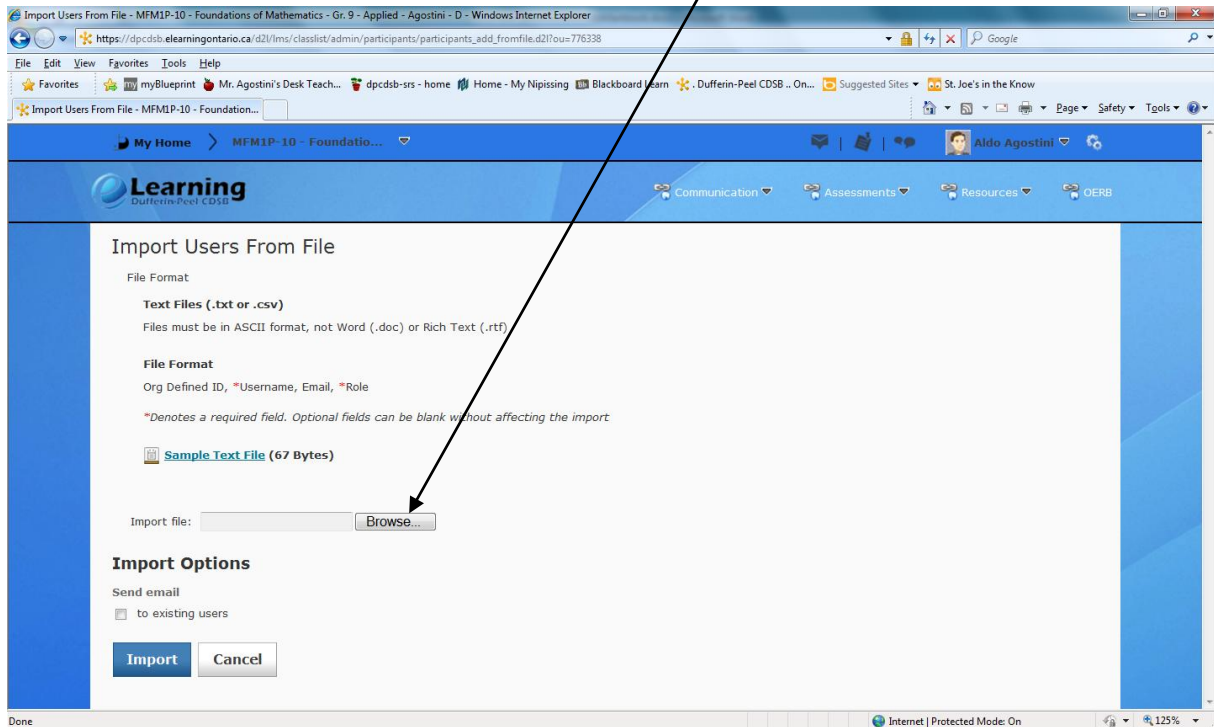 Import Users From File - MFM1P-10 - Foundations of Mathematics - Gr. 9 - Applied - Agostini - D - Windows Internet Explorer
https://dpcdsb.elearningontario.ca/d2l/lms/classlist/admin/participants/participants_add_fromfile.d2l?ou=776338
Google
File Edit View Favorites Tools Help
Favorites myBlueprint Mr. Agostini's Desk Teach... dpcdsb-srs - home Home - My Nipissing Blackboard Learn . Dufferin-Peel CDSB .. On... Suggested Sites St. Joe's in the Know
Import Users From File - MFM1P-10 - Foundation... Page Safety Tools
My Home MFM1P-10 - Foundatio... Aldo Agostini
Learning
Dufferin-Peel CDSB
Communication Assessments Resources OERB
Import Users From File
File Format
Text Files (.txt or .csv)
Files must be in ASCII format, not Word (.doc) or Rich Text (.rtf)
File Format
Org Defined ID, *Username, Email, *Role
*Denotes a required field. Optional fields can be blank without affecting the import
Sample Text File (67 Bytes)
Import file: Browse...
Import Options
Send email
to existing users
Import Cancel
Done Internet | Protected Mode: On 125%